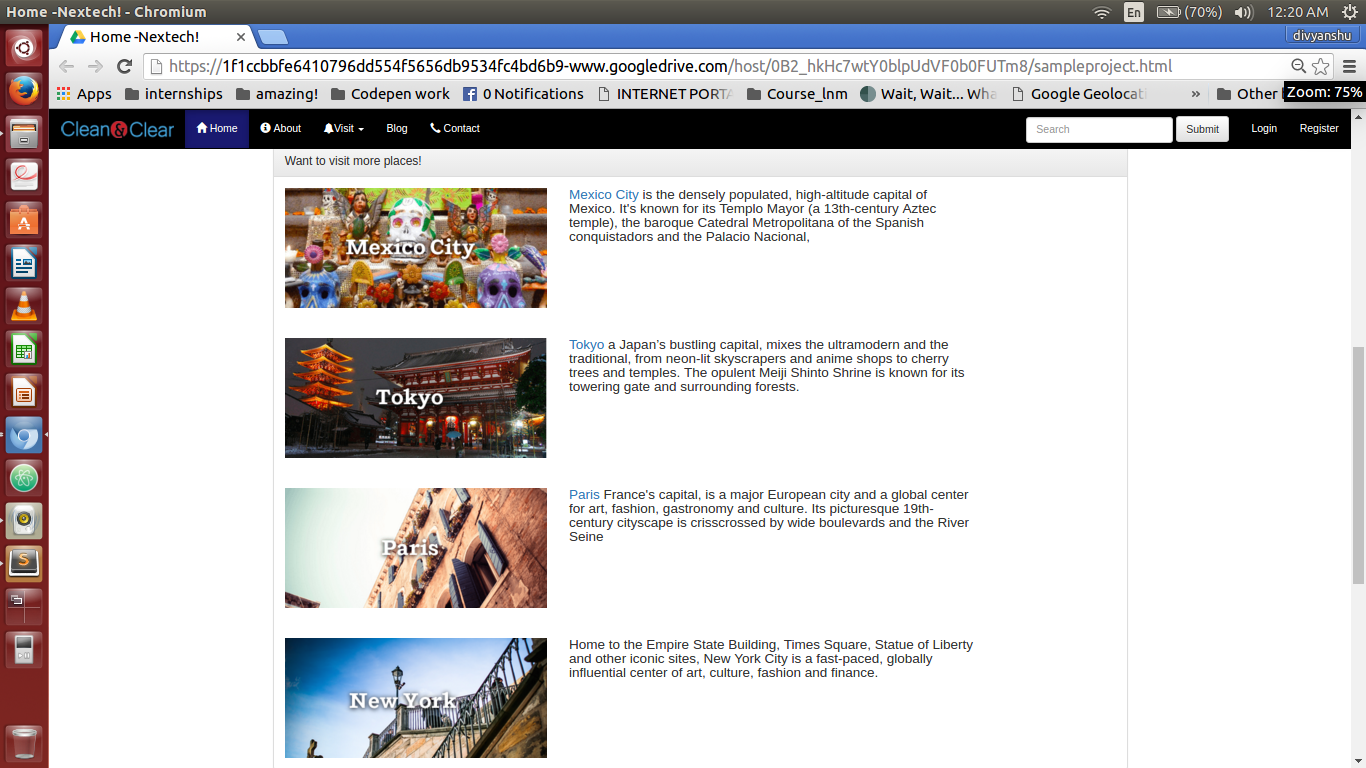 Home -Nextech! - Chromium
En
(70%)
12:20 AM
Home -Nextech!
divyanshu
https://1f1ccbbfe6410796dd554f5656db9534fc4bd6b9-www.googledrive.com/host/0B2_hkHc7wtY0blpUdVF0b0FUTm8/sampleproject.html
Apps
internships
amazing!
Codepen work
0 Notifications
INTERNET PORTA
Course_lnm
Wait, Wait... Wha
Google Geolocat
»
Other
Zoom: 75%
Clean&Clear
Home
About
Visit
Blog
Contact
Search
Submit
Login
Register
Want to visit more places!
Mexico City
Mexico City is the densely populated, high-altitude capital of
Mexico. It's known for its Templo Mayor (a 13th-century Aztec
temple), the baroque Catedral Metropolitana of the Spanish
conquistadors and the Palacio Nacional,
Tokyo
Tokyo a Japan's bustling capital, mixes the ultramodern and the
traditional, from neon-lit skyscrapers and anime shops to cherry
trees and temples. The opulent Meiji Shinto Shrine is known for its
towering gate and surrounding forests.
Paris
Paris France's capital, is a major European city and a global center
for art, fashion, gastronomy and culture. Its picturesque 19th-
century cityscape is crisscrossed by wide boulevards and the River
Seine
New York
Home to the Empire State Building, Times Square, Statue of Liberty
and other iconic sites, New York City is a fast-paced, globally
influential center of art, culture, fashion and finance.